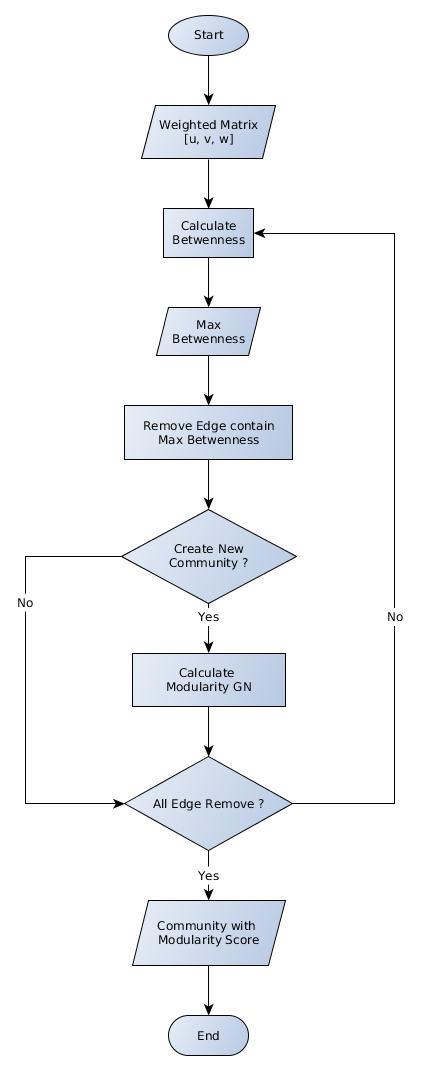 Start
Weighted Matrix
[u, v, w]
Calculate
Betwenness
Max
Betwenness
Remove Edge contain
Max Betwenness
Create New
Community ?
No
Yes
No
Calculate
Modularity GN
All Edge Remove ?
Yes
Community with
Modularity Score
End